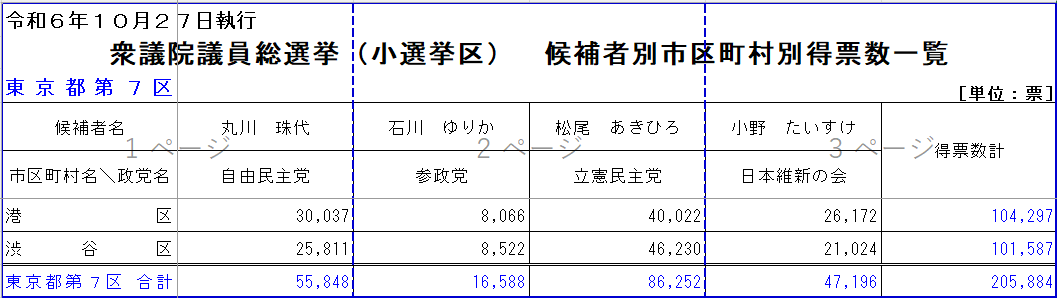 令和６年１０月２７日執行
衆議院議員総選挙（小選挙区）　候補者別市区町村別得票数一覧
東京都第７区
［単位：票］
候補者名 丸川　珠代 石川　ゆりか 松尾　あきひろ 小野　たいすけ 得票数計
1 ページ 2 ページ 3 ページ
市区町村名＼政党名 自由民主党 参政党 立憲民主党 日本維新の会
港区 30,037 8,066 40,022 26,172 104,297
渋谷区 25,811 8,522 46,230 21,024 101,587
東京都第７区 合計 55,848 16,588 86,252 47,196 205,884